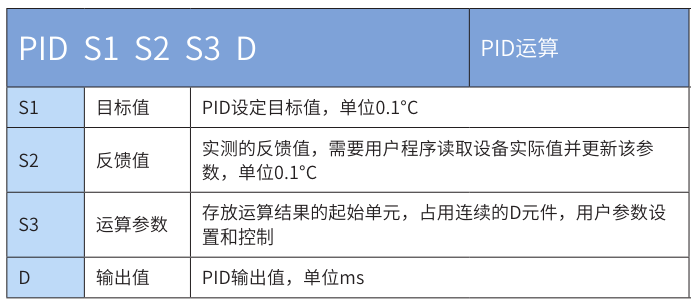 PID S1 S2 S3 D
PID运算
S1
目标值
PID设定目标值，单位0.1℃
S2
反馈值
实测的反馈值，需要用户程序读取设备实际值并更新该参
数，单位0.1℃
S3
运算参数
存放运算结果的起始单元，占用连续的D元件，用户参数设
置和控制
D
输出值
PID输出值，单位ms